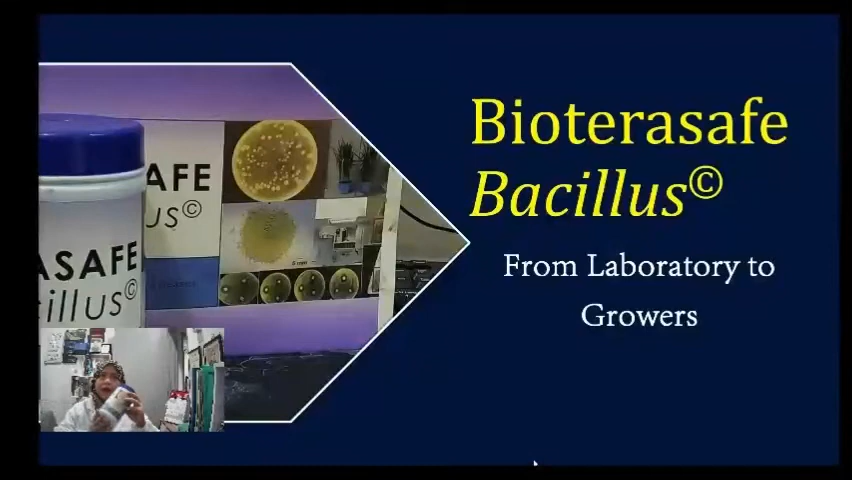 Bioterasafe
Bacillus©
From Laboratory to
Growers
AFE
us©
ASAFE
illus©